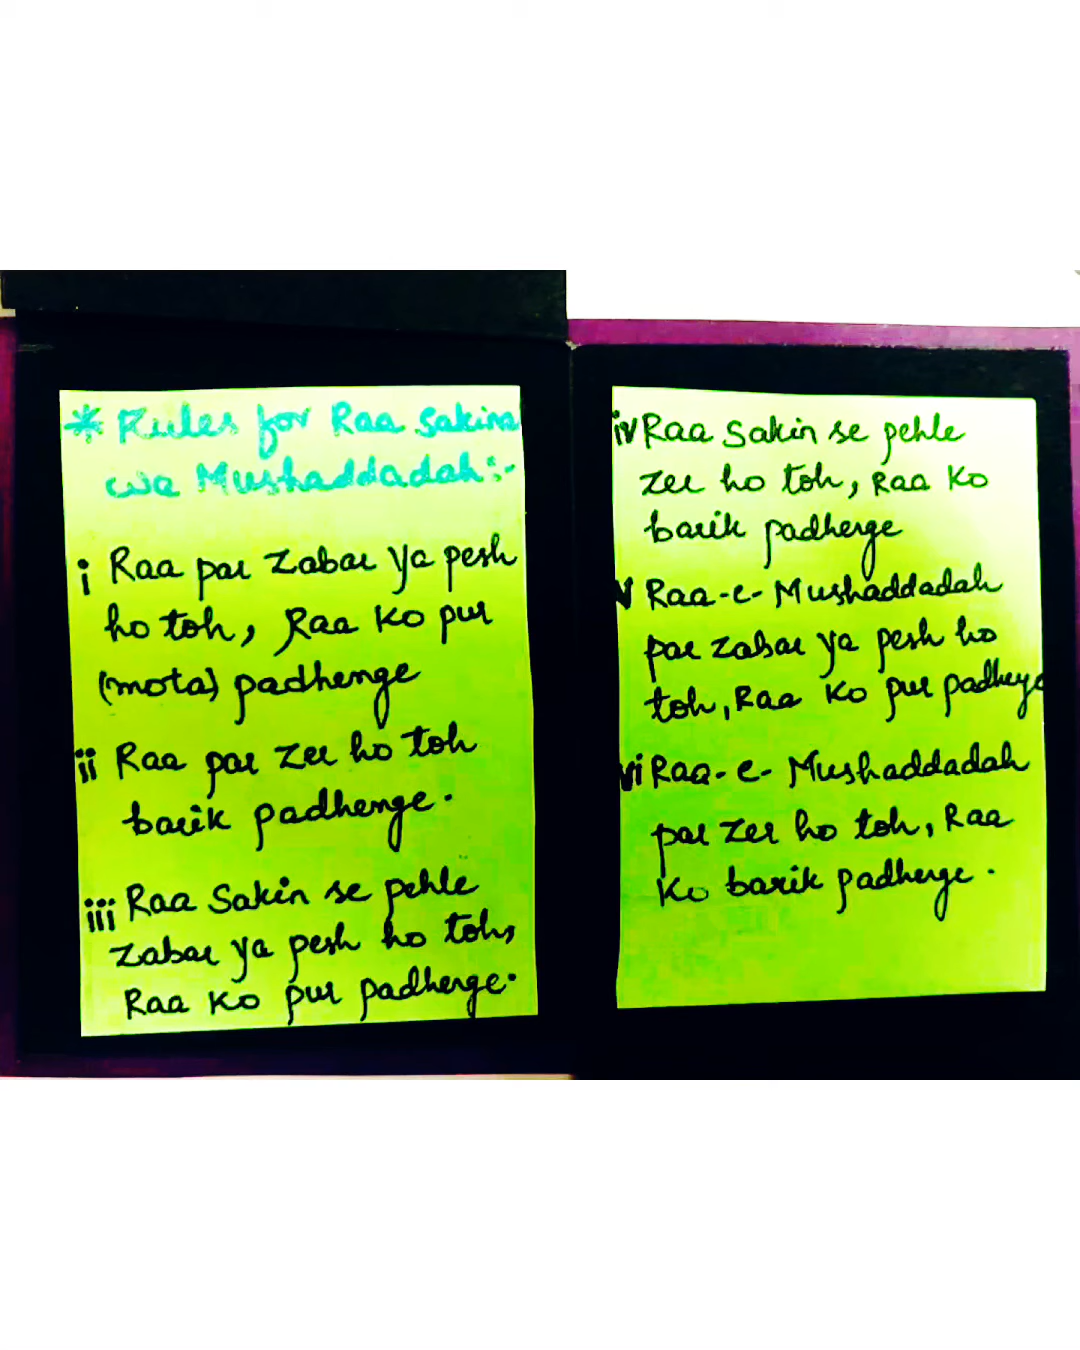 * Rules for Raa Sakin
wa Mushaddadah:-
i Raa par Zabar ya pesh
ho toh, Raa ko pur
(mota) padhenge
ii Raa par Zer ho toh
barik padhenge.
iii Raa Sakin se pehle
Zabar ya pesh ho toh,
Raa ko pur padhenge.
iv Raa Sakin se pehle
zer ho toh, Raa ko
barik padhenge
v Raa-e-Mushaddadah
par zabar ya pesh ho
toh, Raa ko pur padhenge
vi Raa-e-Mushaddadah
par zer ho toh, Raa
ko barik padhenge.